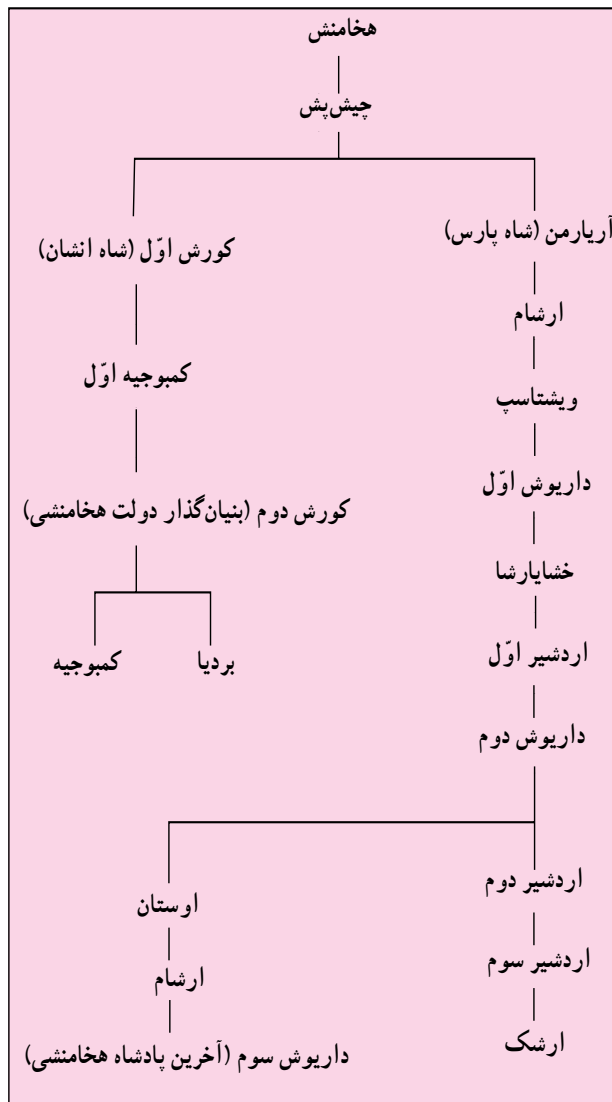 هخامنش
چیش‌پش
آریارمن (شاه پارس)
کورش اوّل (شاه انشان)
ارشام
کمبوجیه اوّل
ویشتاسپ
داریوش اوّل
کورش دوم (بنیان‌گذار دولت هخامنشی)
خشایارشا
اردشیر اوّل
بردیا
کمبوجیه
داریوش دوم
اردشیر دوم
اوستان
اردشیر سوم
ارشام
ارشک
داریوش سوم (آخرین پادشاه هخامنشی)